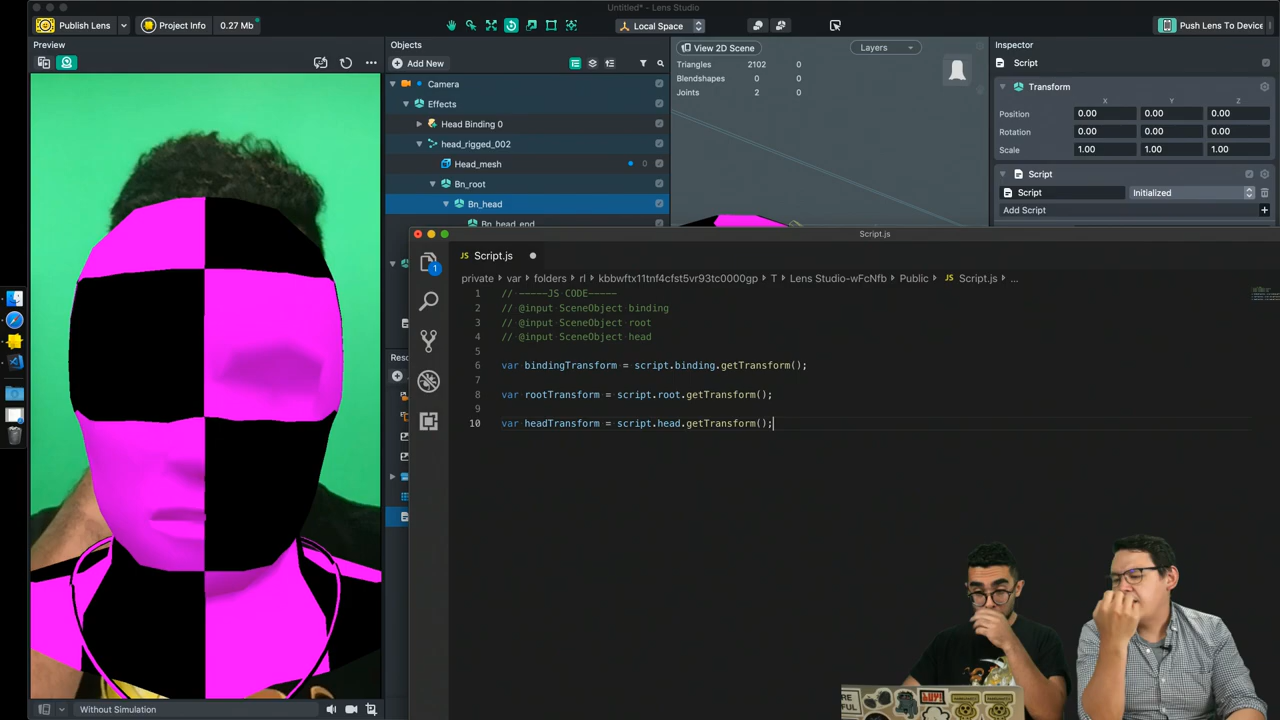 Untitled* - Lens Studio
Publish Lens
Project Info
0.27 Mb
Local Space
Push Lens To Device
Preview
Objects
Add New
Camera
Effects
Head Binding 0
head_rigged_002
Head_mesh
0
Bn_root
Bn_head
Bn_head_end
View 2D Scene
Layers
Triangles 2102 0
Blendshapes 0 0
Joints 2 0
Inspector
Script
Transform
X Y Z
Position 0.00 0.00 0.00
Rotation 0.00 0.00 0.00
Scale 1.00 1.00 1.00
Script
Script Initialized
Add Script
Script.js
Script.js
private > var > folders > rl > kbbwftx11tnf4cfst5vr93tc0000gp > T > Lens Studio-wFcNfb > Public > Script.js > ...
1 // -----JS CODE-----
2 // @input SceneObject binding
3 // @input SceneObject root
4 // @input SceneObject head
5
6 var bindingTransform = script.binding.getTransform();
7
8 var rootTransform = script.root.getTransform();
9
10 var headTransform = script.head.getTransform();
1
Reso
Without Simulation